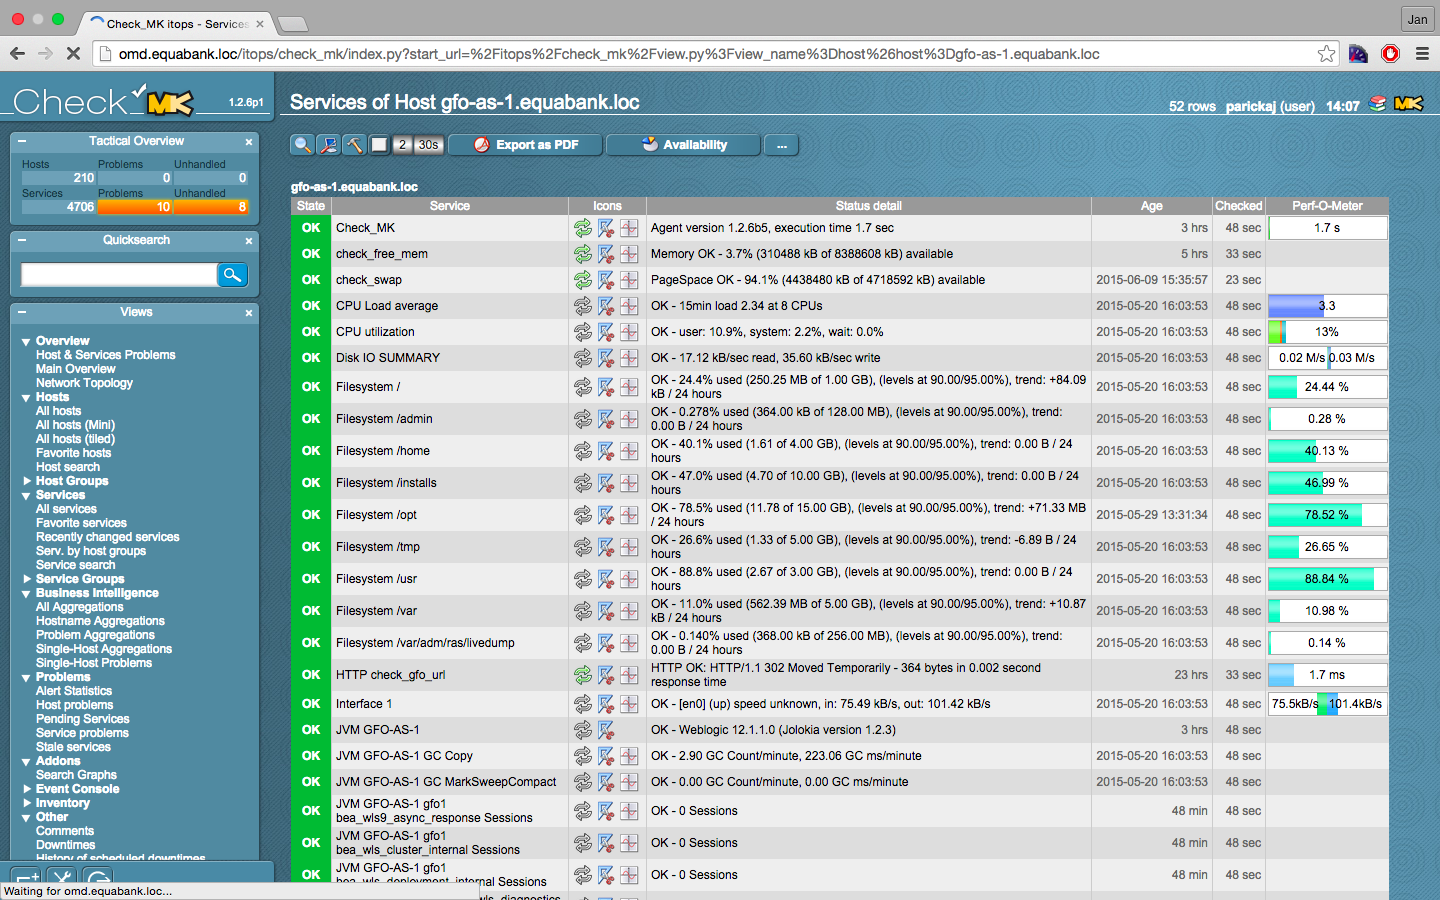 Check_MK itops - Services
Jan
omd.equabank.loc/itops/check_mk/index.py?start_url=%2Fitops%2Fcheck_mk%2Fview.py%3Fview_name%3Dhost%26host%3Dgfo-as-1.equabank.loc
Check MK 1.2.6p1
Services of Host gfo-as-1.equabank.loc
52 rows parickaj (user) 14:07
Tactical Overview
Hosts Problems Unhandled
210 0 0
Services Problems Unhandled
4706 10 8
Quicksearch
Views
Overview
Host & Services Problems
Main Overview
Network Topology
Hosts
All hosts
All hosts (Mini)
All hosts (tiled)
Favorite hosts
Host search
Host Groups
Services
All services
Favorite services
Recently changed services
Serv. by host groups
Service search
Service Groups
Business Intelligence
All Aggregations
Hostname Aggregations
Problem Aggregations
Single-Host Aggregations
Single-Host Problems
Problems
Alert Statistics
Host problems
Pending Services
Service problems
Stale services
Addons
Search Graphs
Event Console
Inventory
Other
Comments
Downtimes
History of scheduled downtimes
Waiting for omd.equabank.loc...
2 30s Export as PDF Availability ...
gfo-as-1.equabank.loc
State Service Icons Status detail Age Checked Perf-O-Meter
OK Check_MK Agent version 1.2.6b5, execution time 1.7 sec 3 hrs 48 sec 1.7 s
OK check_free_mem Memory OK - 3.7% (310488 kB of 8388608 kB) available 5 hrs 33 sec
OK check_swap PageSpace OK - 94.1% (4438480 kB of 4718592 kB) available 2015-06-09 15:35:57 23 sec
OK CPU Load average OK - 15min load 2.34 at 8 CPUs 2015-05-20 16:03:53 48 sec 3.3
OK CPU utilization OK - user: 10.9%, system: 2.2%, wait: 0.0% 2015-05-20 16:03:53 48 sec 13%
OK Disk IO SUMMARY OK - 17.12 kB/sec read, 35.60 kB/sec write 2015-05-20 16:03:53 48 sec 0.02 M/s 0.03 M/s
OK Filesystem / OK - 24.4% used (250.25 MB of 1.00 GB), (levels at 90.00/95.00%), trend: +84.09
kB / 24 hours 2015-05-20 16:03:53 48 sec 24.44 %
OK Filesystem /admin OK - 0.278% used (364.00 kB of 128.00 MB), (levels at 90.00/95.00%), trend:
0.00 B / 24 hours 2015-05-20 16:03:53 48 sec 0.28 %
OK Filesystem /home OK - 40.1% used (1.61 of 4.00 GB), (levels at 90.00/95.00%), trend: 0.00 B / 24
hours 2015-05-20 16:03:53 48 sec 40.13 %
OK Filesystem /installs OK - 47.0% used (4.70 of 10.00 GB), (levels at 90.00/95.00%), trend: 0.00 B / 24
hours 2015-05-20 16:03:53 48 sec 46.99 %
OK Filesystem /opt OK - 78.5% used (11.78 of 15.00 GB), (levels at 90.00/95.00%), trend: +71.33 MB
/ 24 hours 2015-05-29 13:31:34 48 sec 78.52 %
OK Filesystem /tmp OK - 26.6% used (1.33 of 5.00 GB), (levels at 90.00/95.00%), trend: -6.89 B / 24
hours 2015-05-20 16:03:53 48 sec 26.65 %
OK Filesystem /usr OK - 88.8% used (2.67 of 3.00 GB), (levels at 90.00/95.00%), trend: 0.00 B / 24
hours 2015-05-20 16:03:53 48 sec 88.84 %
OK Filesystem /var OK - 11.0% used (562.39 MB of 5.00 GB), (levels at 90.00/95.00%), trend: +10.87
kB / 24 hours 2015-05-20 16:03:53 48 sec 10.98 %
OK Filesystem /var/adm/ras/livedump OK - 0.140% used (368.00 kB of 256.00 MB), (levels at 90.00/95.00%), trend:
0.00 B / 24 hours 2015-05-20 16:03:53 48 sec 0.14 %
OK HTTP check_gfo_url HTTP OK: HTTP/1.1 302 Moved Temporarily - 364 bytes in 0.002 second
response time 23 hrs 33 sec 1.7 ms
OK Interface 1 OK - [en0] (up) speed unknown, in: 75.49 kB/s, out: 101.42 kB/s 2015-05-20 16:03:53 48 sec 75.5kB/s 101.4kB/s
OK JVM GFO-AS-1 OK - Weblogic 12.1.1.0 (Jolokia version 1.2.3) 3 hrs 48 sec
OK JVM GFO-AS-1 GC Copy OK - 2.90 GC Count/minute, 223.06 GC ms/minute 2015-05-20 16:03:53 48 sec
OK JVM GFO-AS-1 GC MarkSweepCompact OK - 0.00 GC Count/minute, 0.00 GC ms/minute 2015-05-20 16:03:53 48 sec
OK JVM GFO-AS-1 gfo1
bea_wls9_async_response Sessions OK - 0 Sessions 48 min 48 sec
OK JVM GFO-AS-1 gfo1
bea_wls_cluster_internal Sessions OK - 0 Sessions 48 min 48 sec
OK JVM GFO-AS-1 gfo1
bea_wls_deployment_internal Sessions OK - 0 Sessions 48 min 48 sec
wls_diagnostics